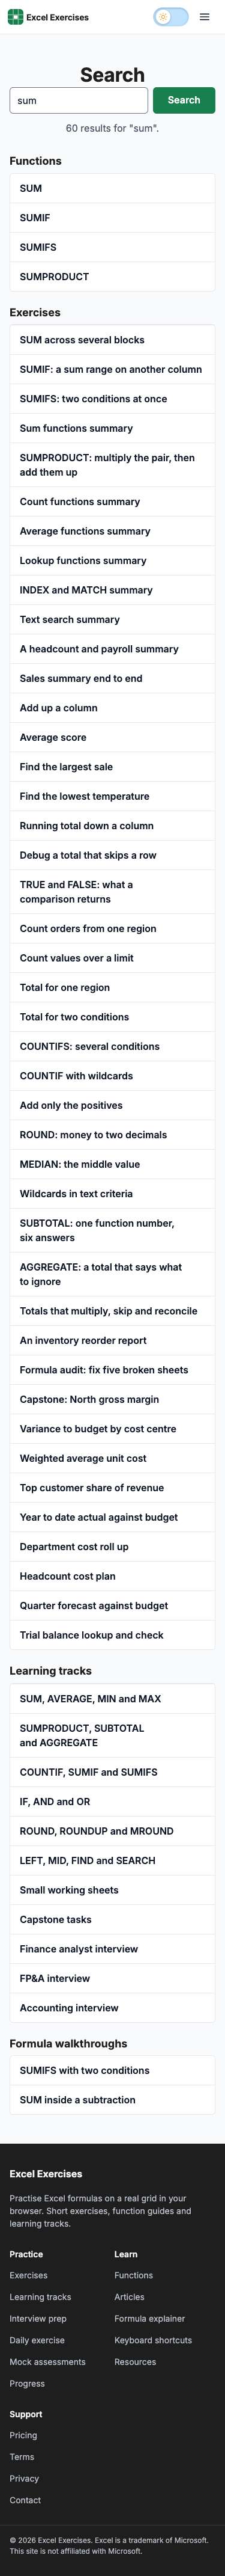 Excel Exercises
Search
sum
Search
60 results for "sum".
Functions
SUM
SUMIF
SUMIFS
SUMPRODUCT
Exercises
SUM across several blocks
SUMIF: a sum range on another column
SUMIFS: two conditions at once
Sum functions summary
SUMPRODUCT: multiply the pair, then
add them up
Count functions summary
Average functions summary
Lookup functions summary
INDEX and MATCH summary
Text search summary
A headcount and payroll summary
Sales summary end to end
Add up a column
Average score
Find the largest sale
Find the lowest temperature
Running total down a column
Debug a total that skips a row
TRUE and FALSE: what a
comparison returns
Count orders from one region
Count values over a limit
Total for one region
Total for two conditions
COUNTIFS: several conditions
COUNTIF with wildcards
Add only the positives
ROUND: money to two decimals
MEDIAN: the middle value
Wildcards in text criteria
SUBTOTAL: one function number,
six answers
AGGREGATE: a total that says what
to ignore
Totals that multiply, skip and reconcile
An inventory reorder report
Formula audit: fix five broken sheets
Capstone: North gross margin
Variance to budget by cost centre
Weighted average unit cost
Top customer share of revenue
Year to date actual against budget
Department cost roll up
Headcount cost plan
Quarter forecast against budget
Trial balance lookup and check
Learning tracks
SUM, AVERAGE, MIN and MAX
SUMPRODUCT, SUBTOTAL
and AGGREGATE
COUNTIF, SUMIF and SUMIFS
IF, AND and OR
ROUND, ROUNDUP and MROUND
LEFT, MID, FIND and SEARCH
Small working sheets
Capstone tasks
Finance analyst interview
FP&A interview
Accounting interview
Formula walkthroughs
SUMIFS with two conditions
SUM inside a subtraction
Excel Exercises
Practise Excel formulas on a real grid in your
browser. Short exercises, function guides and
learning tracks.
Practice
Exercises
Learning tracks
Interview prep
Daily exercise
Mock assessments
Progress
Learn
Functions
Articles
Formula explainer
Keyboard shortcuts
Resources
Support
Pricing
Terms
Privacy
Contact
© 2026 Excel Exercises. Excel is a trademark of Microsoft.
This site is not affiliated with Microsoft.